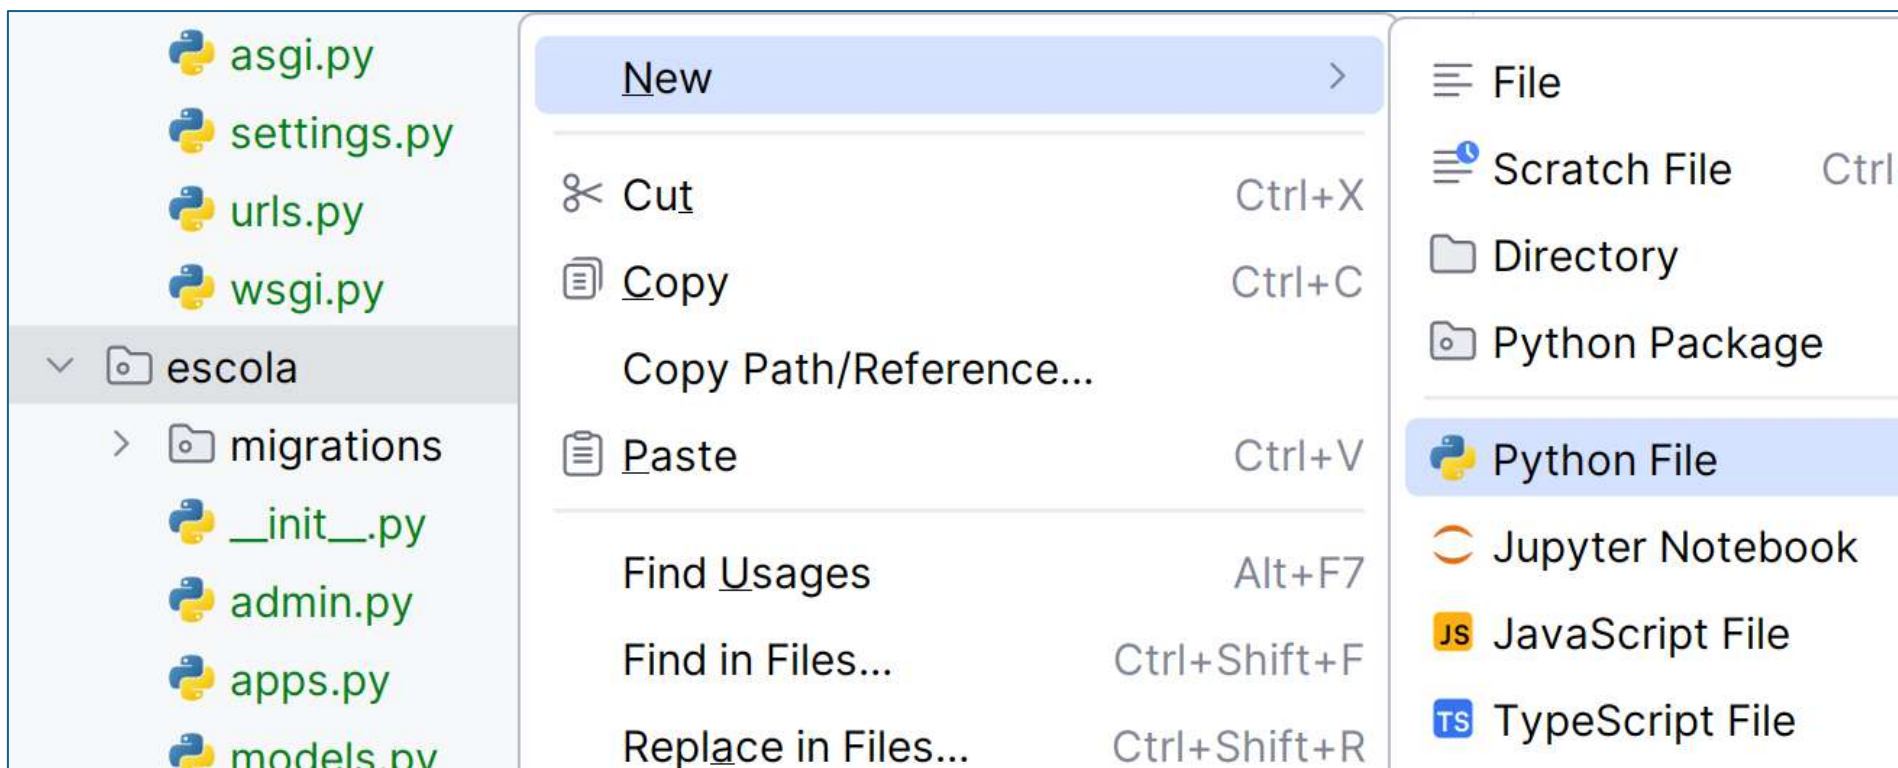 asgi.py
settings.py
urls.py
wsgi.py
escola
migrations
__init__.py
admin.py
apps.py
models.py
New
Cut Ctrl+X
Copy Ctrl+C
Copy Path/Reference...
Paste Ctrl+V
Find Usages Alt+F7
Find in Files... Ctrl+Shift+F
Replace in Files... Ctrl+Shift+R
File
Scratch File Ctrl
Directory
Python Package
Python File
Jupyter Notebook
JS JavaScript File
TS TypeScript File